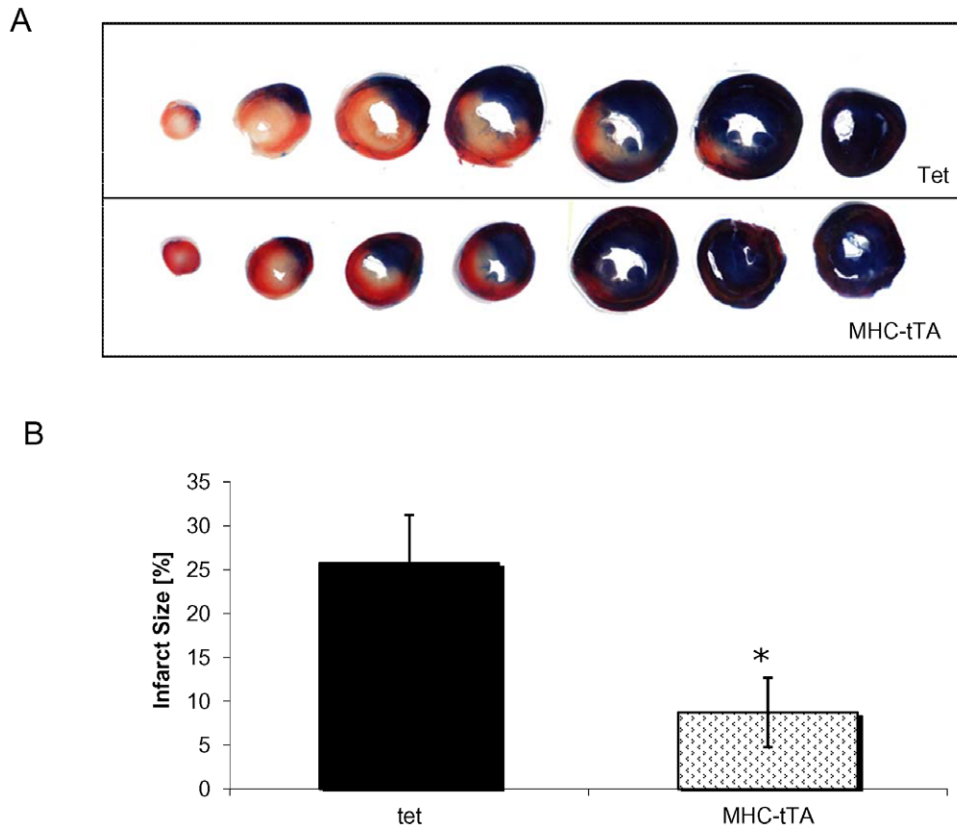 A
Tet
MHC-tTA
B
35
30
25
20
15
10
5
0
Infarct Size [%]
*
tet
MHC-tTA